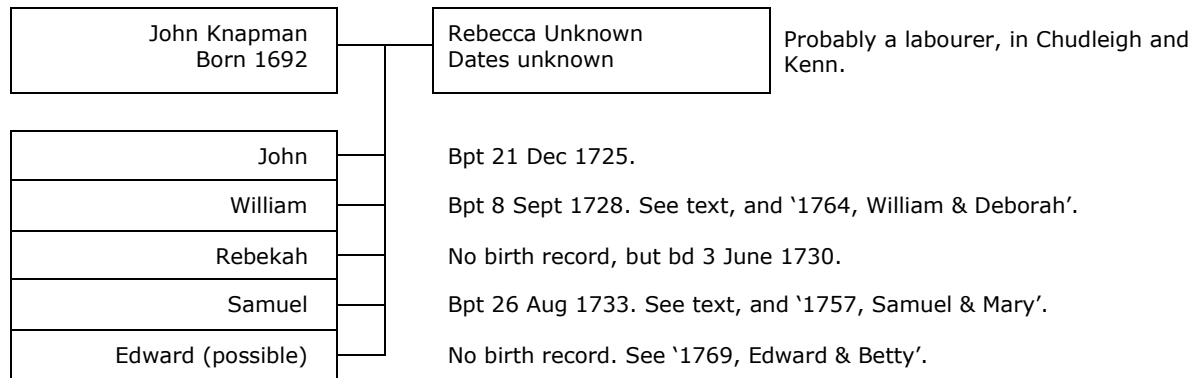 John Knapman
Born 1692
Rebecca Unknown
Dates unknown
Probably a labourer, in Chudleigh and
Kenn.
John
Bpt 21 Dec 1725.
William
Bpt 8 Sept 1728. See text, and ‘1764, William & Deborah’.
Rebekah
No birth record, but bd 3 June 1730.
Samuel
Bpt 26 Aug 1733. See text, and ‘1757, Samuel & Mary’.
Edward (possible)
No birth record. See ‘1769, Edward & Betty’.